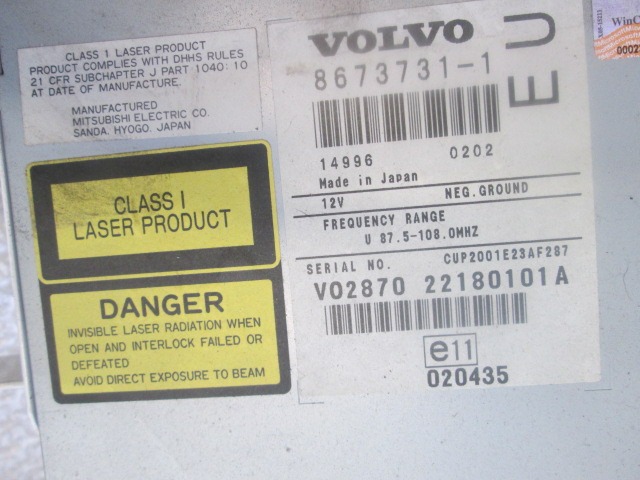 CLASS 1 LASER PRODUCT
PRODUCT COMPLIES WITH DHHS RULES
21 CFR SUBCHAPTER J PART 1040:10
AT DATE OF MANUFACTURE.
MANUFACTURED
MITSUBISHI ELECTRIC CO.
SANDA, HYOGO, JAPAN
CLASS I
LASER PRODUCT
DANGER
INVISIBLE LASER RADIATION WHEN
OPEN AND INTERLOCK FAILED OR
DEFEATED
AVOID DIRECT EXPOSURE TO BEAM
VOLVO
8673731-1
EU
14996 0202
Made in Japan
12V NEG.GROUND
FREQUENCY RANGE
U 87.5-108.0MHZ
SERIAL NO. CUP2001E23AF287
V02870 22180101A
e11
020435
WinC
0002